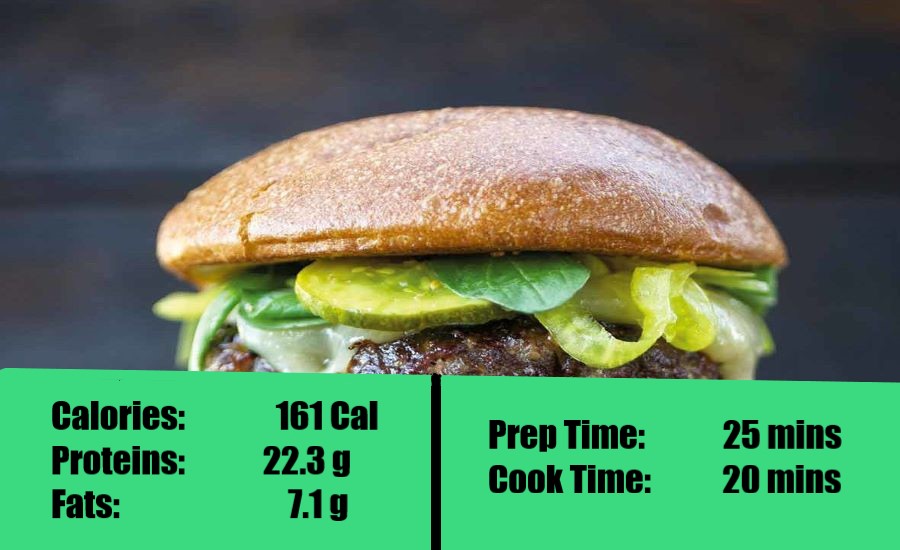 Calories: 161 Cal
Proteins: 22.3 g
Fats: 7.1 g
Prep Time: 25 mins
Cook Time: 20 mins